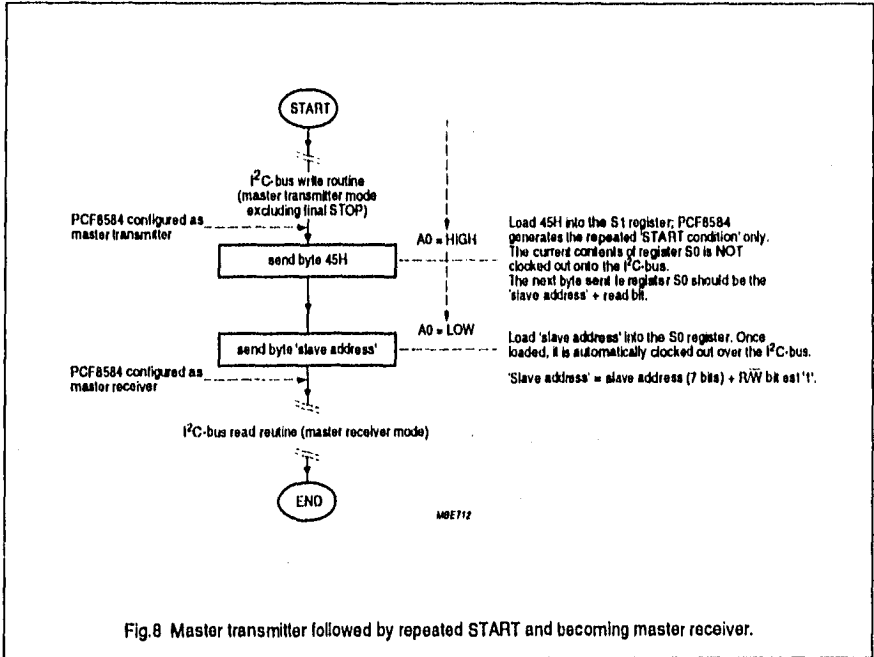 START
I²C-bus write routine
(master transmitter mode
excluding final STOP)
PCF8584 configured as
master transmitter
A0 = HIGH
send byte 45H
Load 45H into the S1 register; PCF8584
generates the repeated 'START condition' only.
The current contents of register S0 is NOT
clocked out onto the I²C-bus.
The next byte sent to register S0 should be the
'slave address' + read bit.
A0 = LOW
send byte 'slave address'
Load 'slave address' into the S0 register. Once
loaded, it is automatically clocked out over the I²C-bus.
'Slave address' = slave address (7 bits) + R/W̅ bit set '1'.
PCF8584 configured as
master receiver
I²C-bus read routine (master receiver mode)
END
MBE712
Fig.8 Master transmitter followed by repeated START and becoming master receiver.